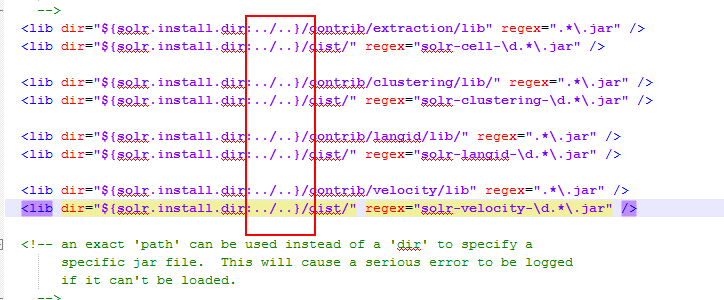 -->
<lib dir="${solr.install.dir:../..}/contrib/extraction/lib" regex=".*\.jar" />
<lib dir="${solr.install.dir:../..}/dist/" regex="solr-cell-\d.*\.jar" />
<lib dir="${solr.install.dir:../..}/contrib/clustering/lib/" regex=".*\.jar" />
<lib dir="${solr.install.dir:../..}/dist/" regex="solr-clustering-\d.*\.jar" />
<lib dir="${solr.install.dir:../..}/contrib/langid/lib/" regex=".*\.jar" />
<lib dir="${solr.install.dir:../..}/dist/" regex="solr-langid-\d.*\.jar" />
<lib dir="${solr.install.dir:../..}/contrib/velocity/lib" regex=".*\.jar" />
<lib dir="${solr.install.dir:../..}/dist/" regex="solr-velocity-\d.*\.jar" />
<!-- an exact 'path' can be used instead of a 'dir' to specify a
specific jar file.  This will cause a serious error to be logged
if it can't be loaded.
-->